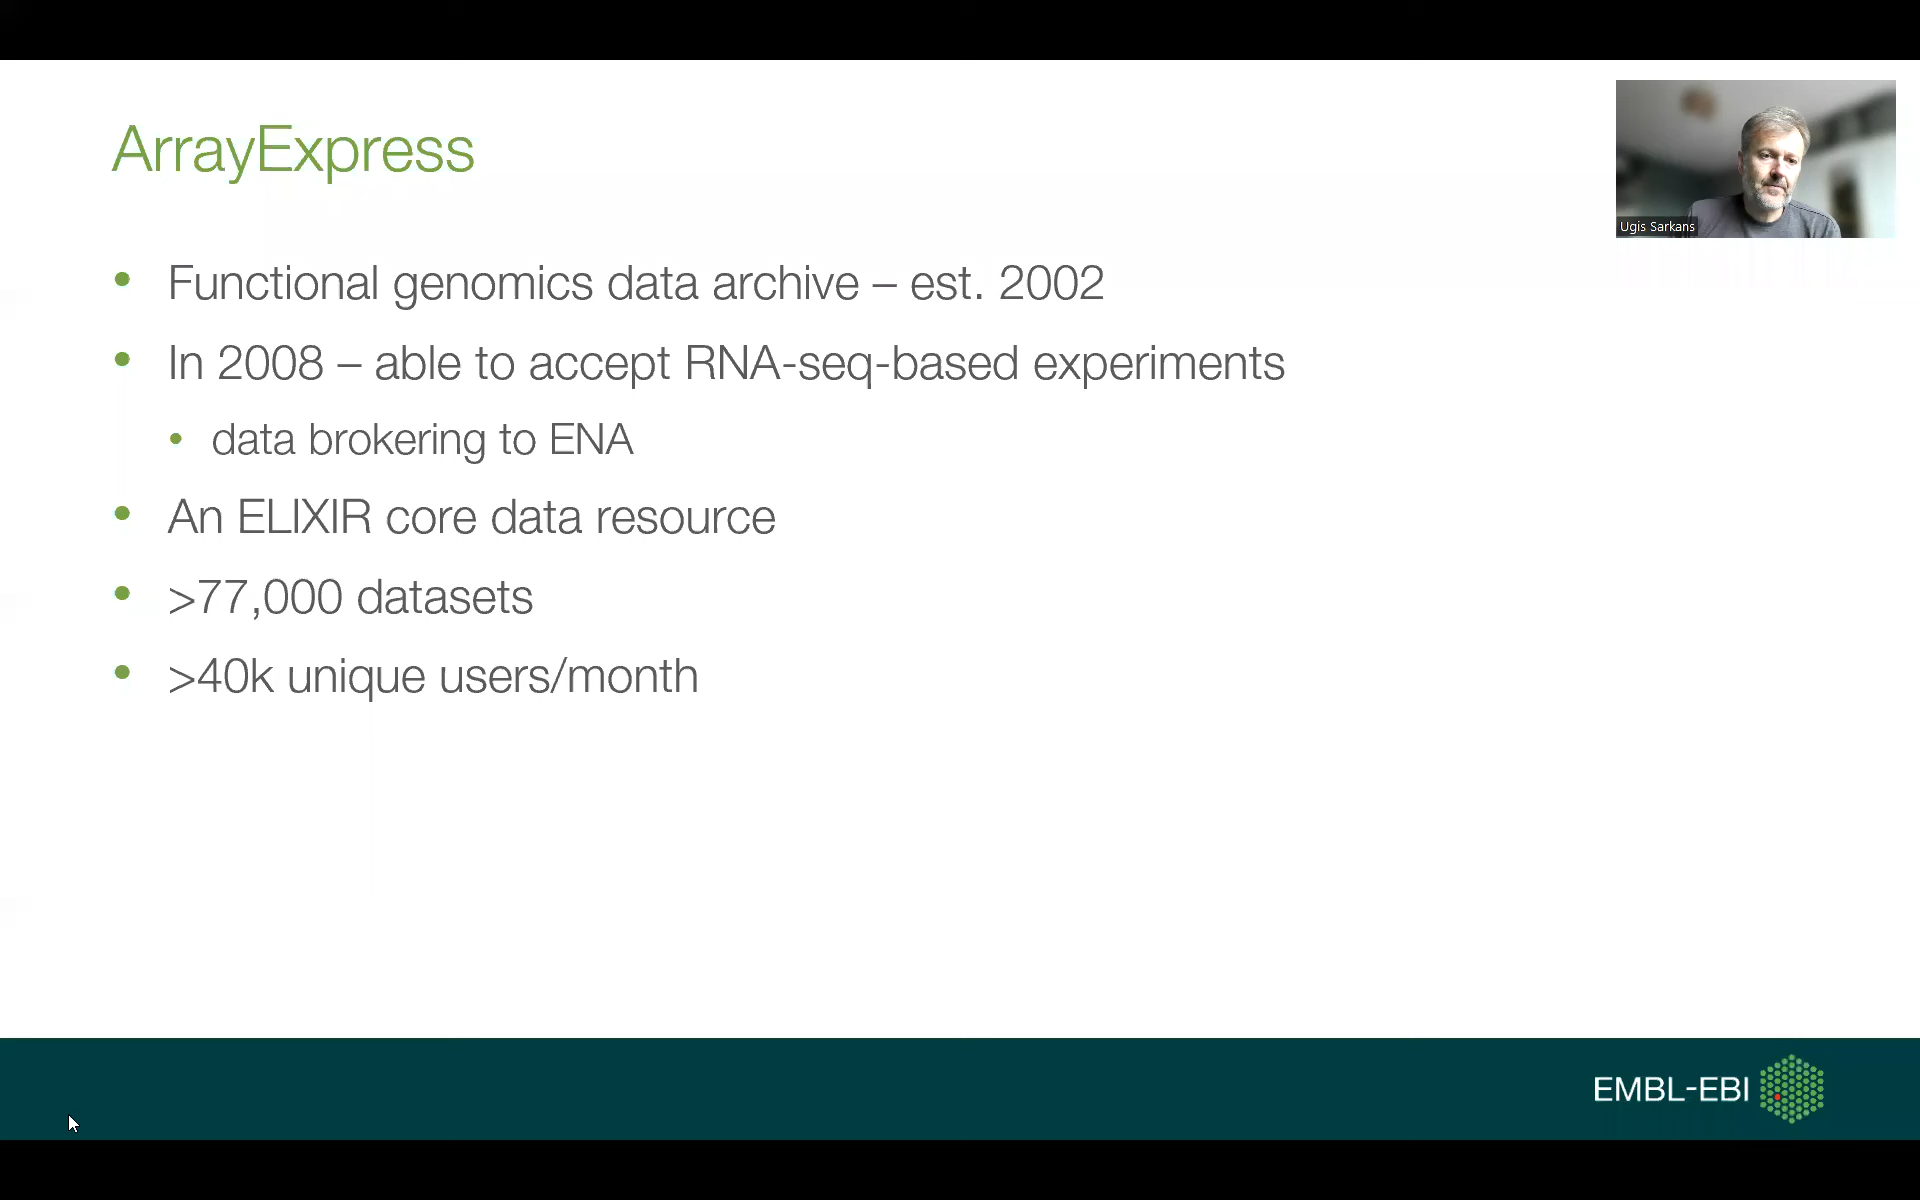 ArrayExpress
Ugis Sarkans
• Functional genomics data archive – est. 2002
• In 2008 – able to accept RNA-seq-based experiments
• data brokering to ENA
• An ELIXIR core data resource
• >77,000 datasets
• >40k unique users/month
EMBL-EBI